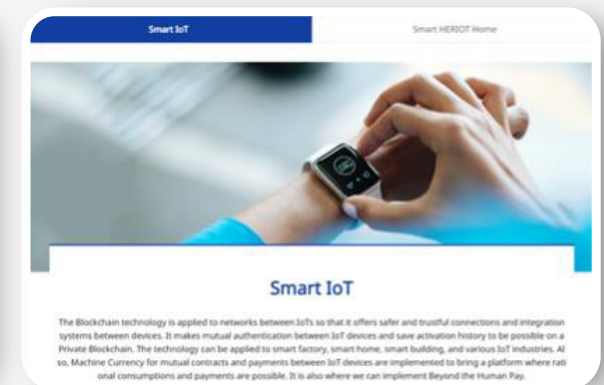 Smart IoT
Smart HERIOT Home
Smart IoT
The Blockchain technology is applied to networks between IoTs so that it offers safer and trustful connections and integration
systems between devices. It makes mutual authentication between IoT devices and save activation history to be possible on a
Private Blockchain. The technology can be applied to smart factory, smart home, smart building, and various IoT industries. Al
so, Machine Currency for mutual contracts and payments between IoT devices are implemented to bring a platform where rati
onal consumptions and payments are possible. It is also where we can implement Beyond the Human Pay.